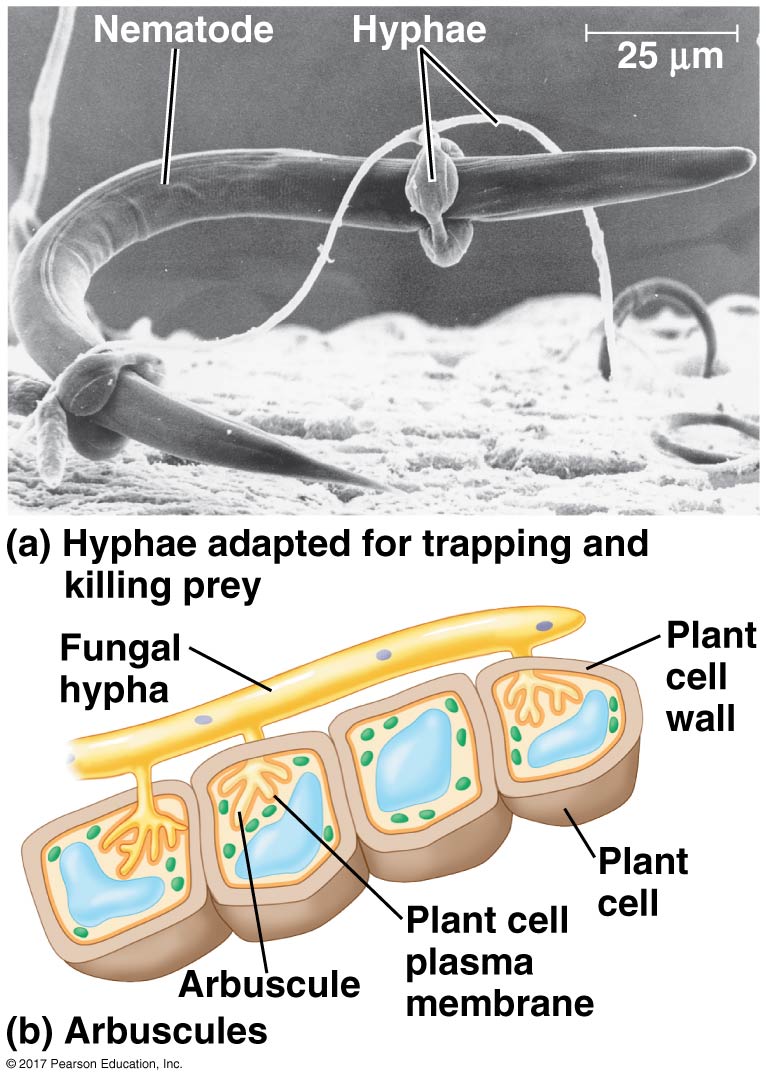 Nematode
Hyphae
25 µm
(a) Hyphae adapted for trapping and
killing prey
Fungal
hypha
Plant
cell
wall
Plant
cell
Plant cell
plasma
membrane
Arbuscule
(b) Arbuscules
© 2017 Pearson Education, Inc.